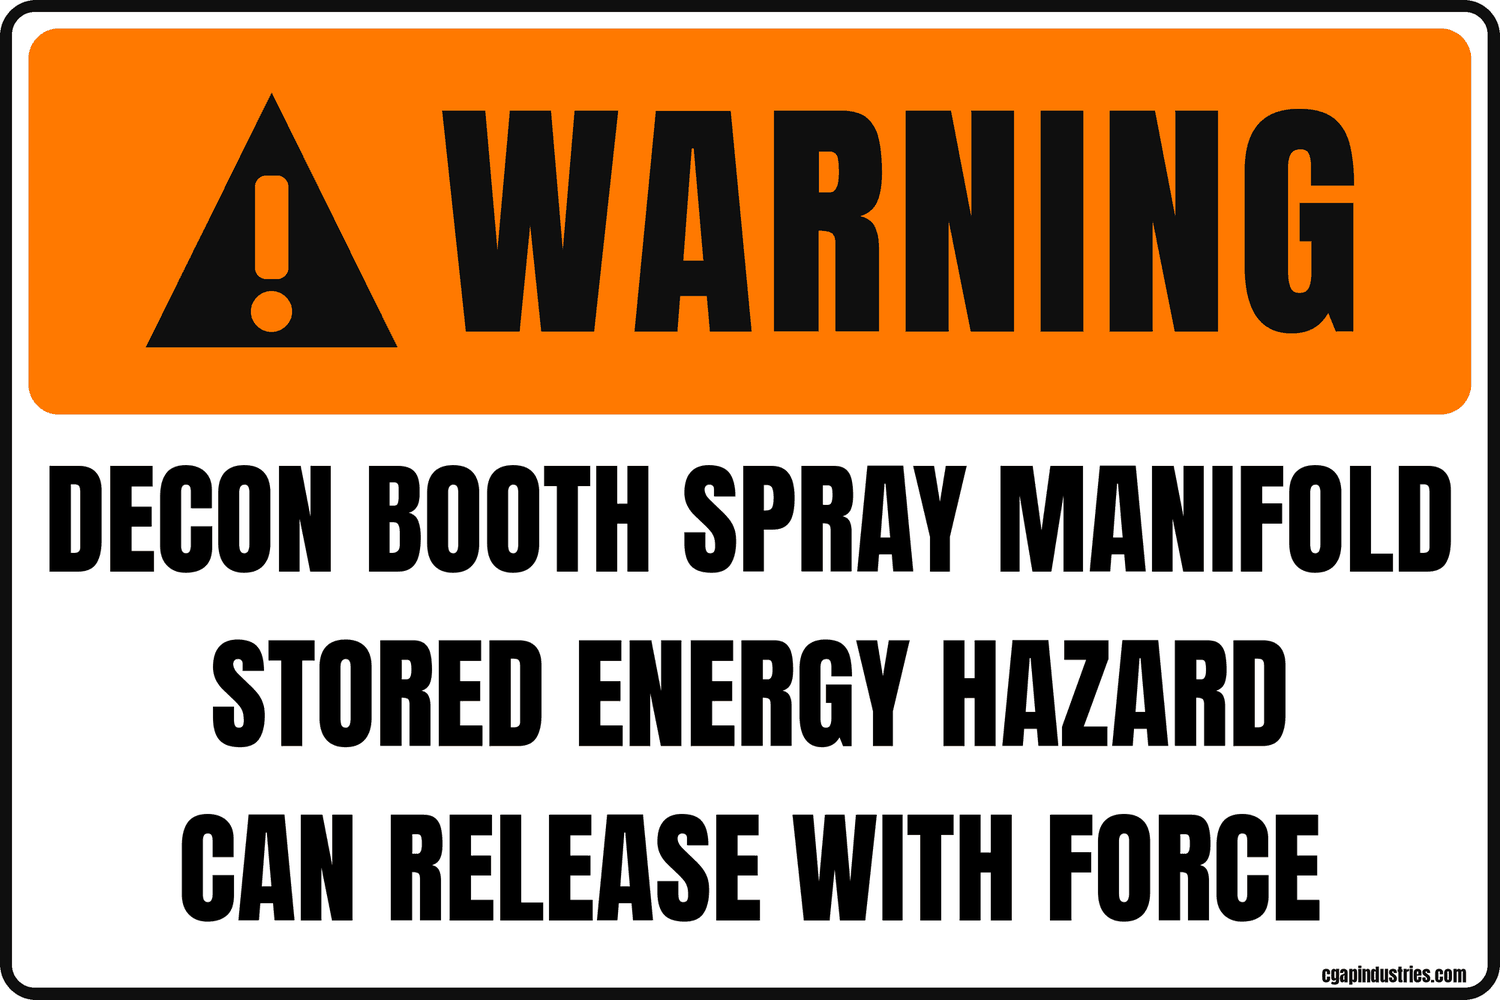 WARNING
DECON BOOTH SPRAY MANIFOLD
STORED ENERGY HAZARD
CAN RELEASE WITH FORCE
cgapindustries.com